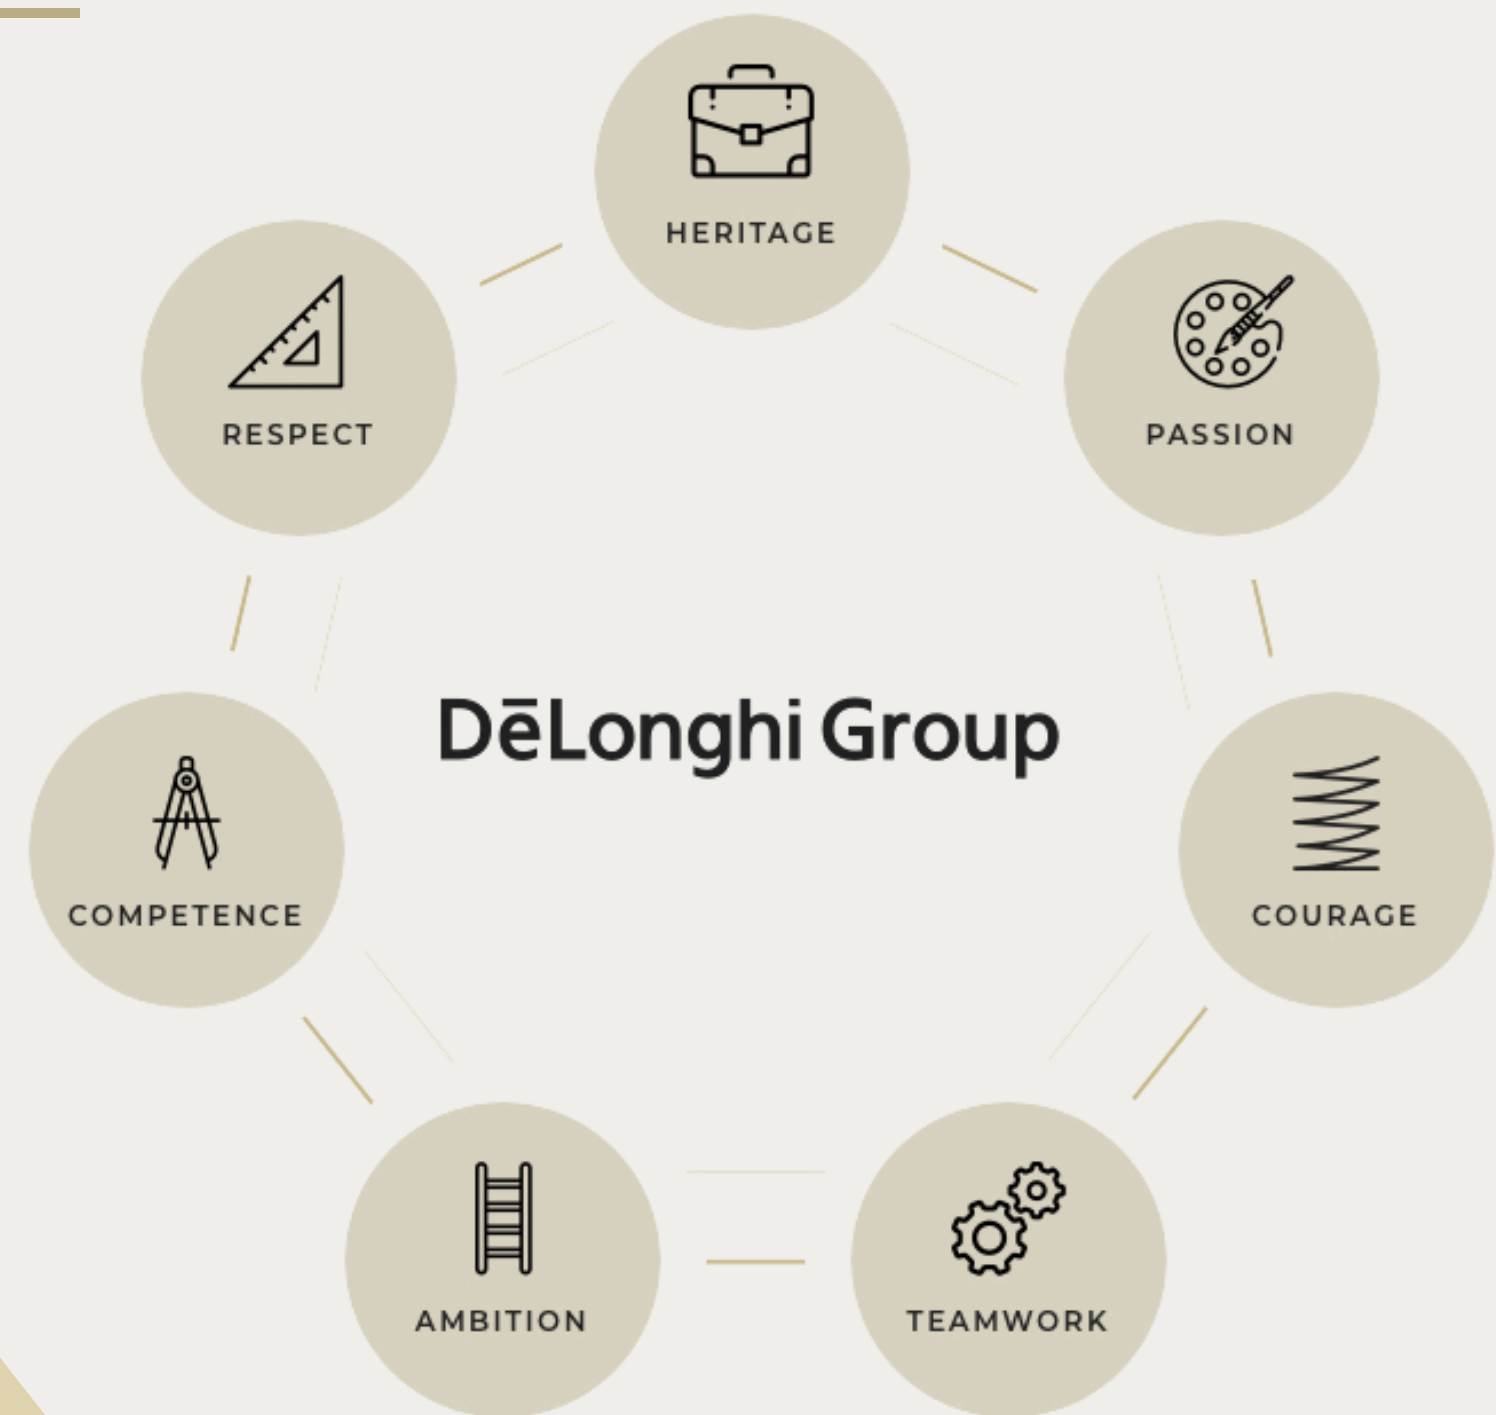 HERITAGE
RESPECT
PASSION
DēLonghi Group
COMPETENCE
COURAGE
AMBITION
TEAMWORK